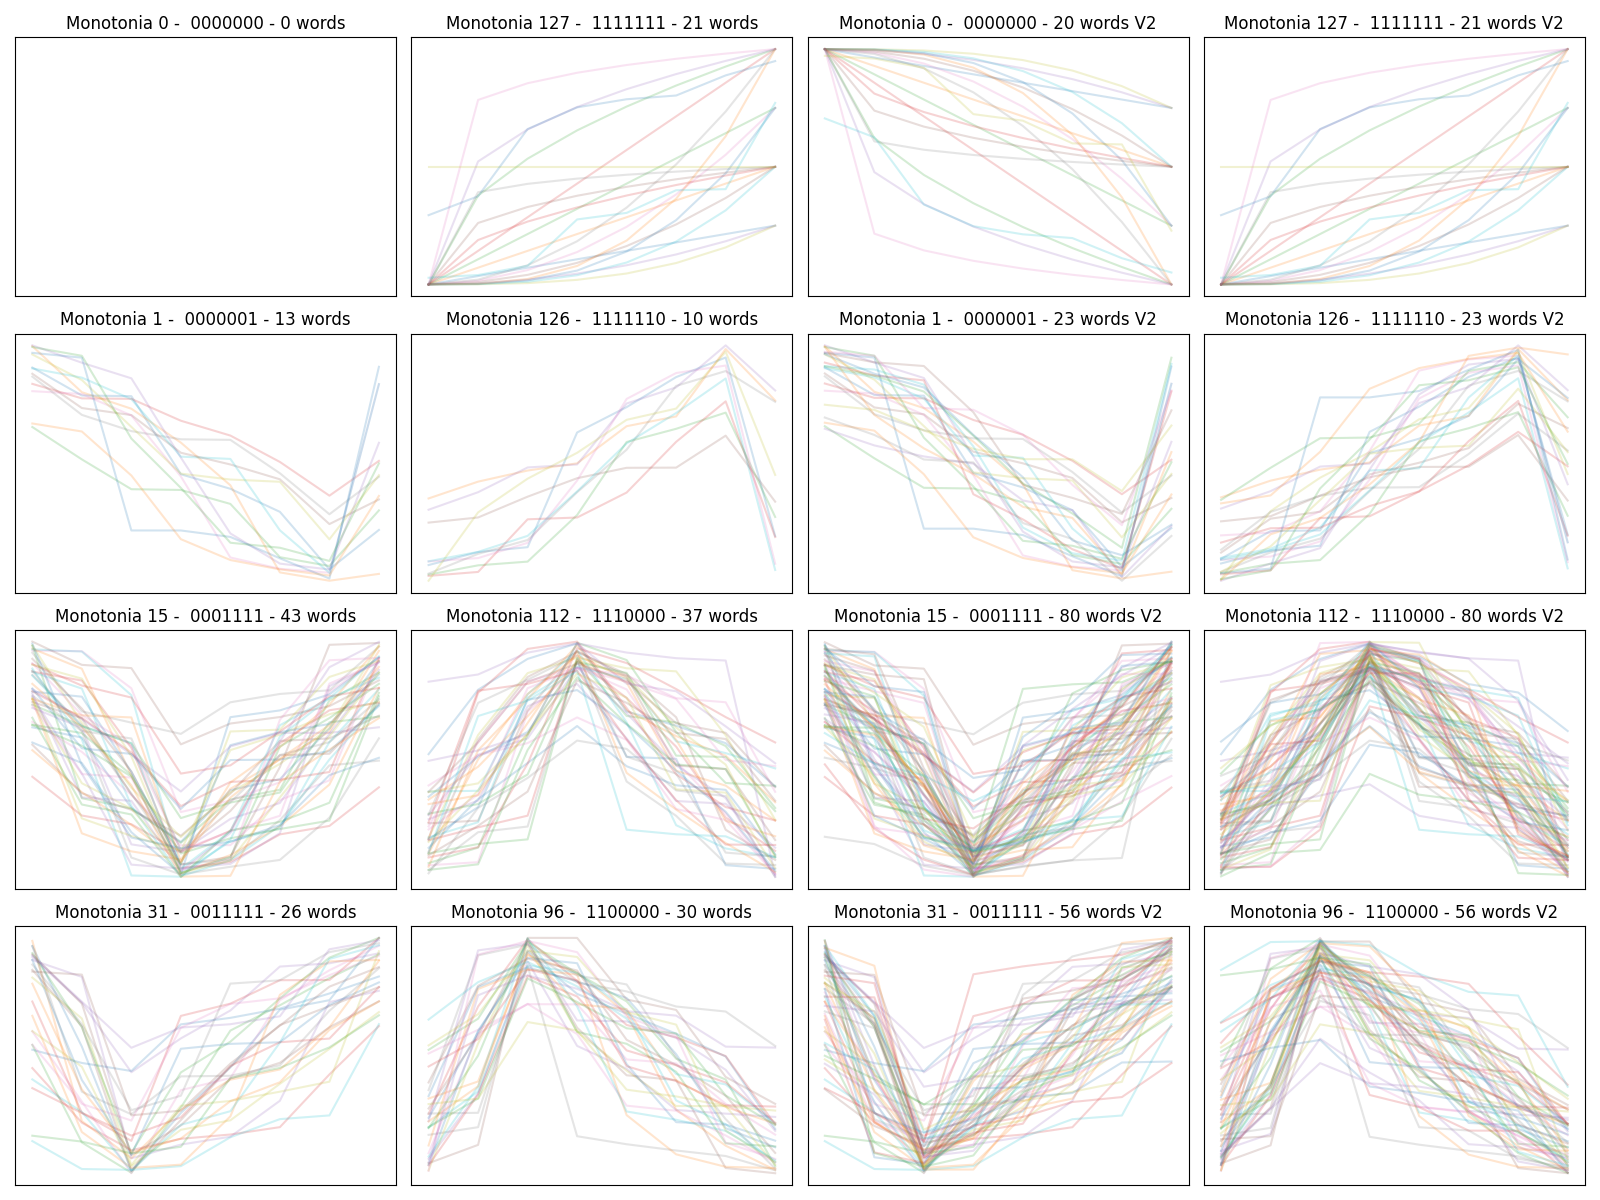 Monotonia 0 -  0000000 - 0 words
Monotonia 127 -  1111111 - 21 words
Monotonia 0 -  0000000 - 20 words V2
Monotonia 127 -  1111111 - 21 words V2
Monotonia 1 -  0000001 - 13 words
Monotonia 126 -  1111110 - 10 words
Monotonia 1 -  0000001 - 23 words V2
Monotonia 126 -  1111110 - 23 words V2
Monotonia 15 -  0001111 - 43 words
Monotonia 112 -  1110000 - 37 words
Monotonia 15 -  0001111 - 80 words V2
Monotonia 112 -  1110000 - 80 words V2
Monotonia 31 -  0011111 - 26 words
Monotonia 96 -  1100000 - 30 words
Monotonia 31 -  0011111 - 56 words V2
Monotonia 96 -  1100000 - 56 words V2